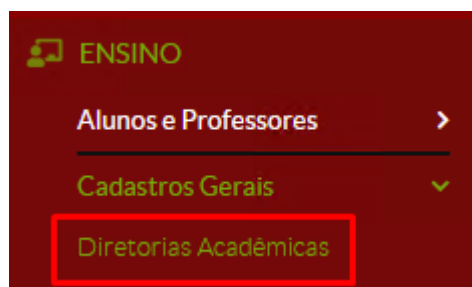 ENSINO
Alunos e Professores
Cadastros Gerais
Diretorias Acadêmicas